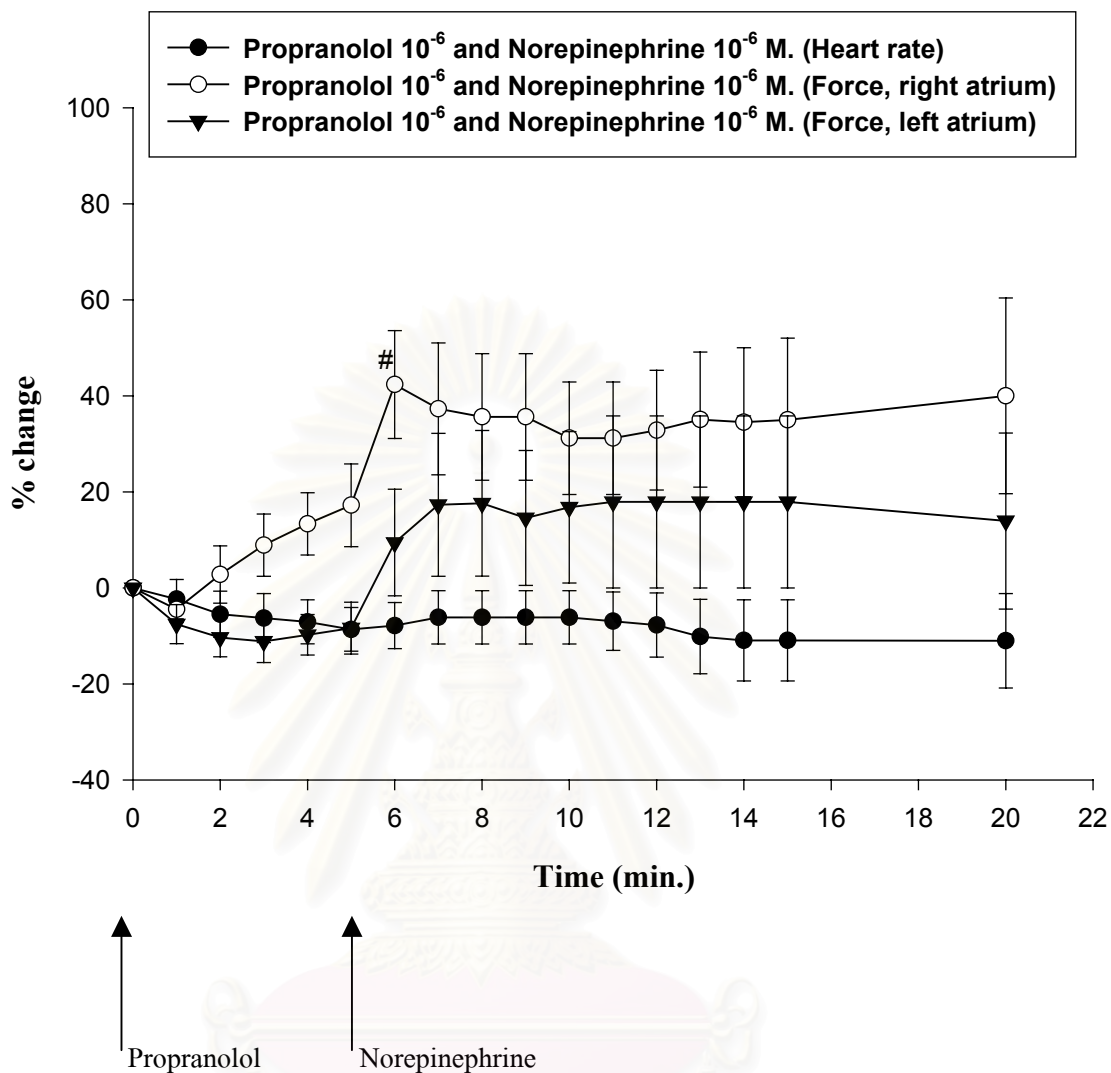 Propranolol 10⁻⁶ and Norepinephrine 10⁻⁶ M. (Heart rate)
Propranolol 10⁻⁶ and Norepinephrine 10⁻⁶ M. (Force, right atrium)
Propranolol 10⁻⁶ and Norepinephrine 10⁻⁶ M. (Force, left atrium)
100
80
60
40
20
0
-20
-40
% change
#
0 2 4 6 8 10 12 14 16 18 20 22
Time (min.)
Propranolol Norepinephrine